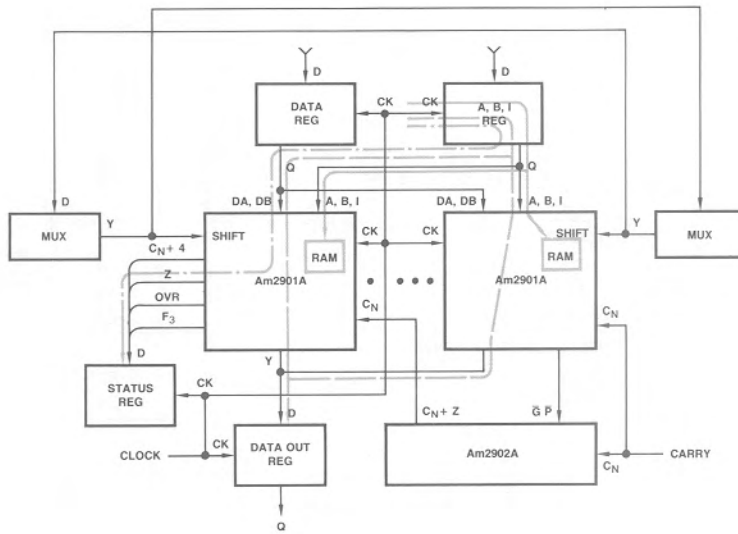 D
D
DATA
REG
CK
CK
A, B, I
REG
Q
Q
D
DA, DB
A, B, I
DA, DB
A, B, I
D
MUX
Y
SHIFT
CK
CK
SHIFT
Y
MUX
CN + 4
RAM
RAM
Z
Am2901A
Am2901A
OVR
CN
CN
F3
D
Y
STATUS
REG
CK
D
CN + Z
G̅ P̅
CLOCK
CK
DATA OUT
REG
Am2902A
CN
CARRY
Q